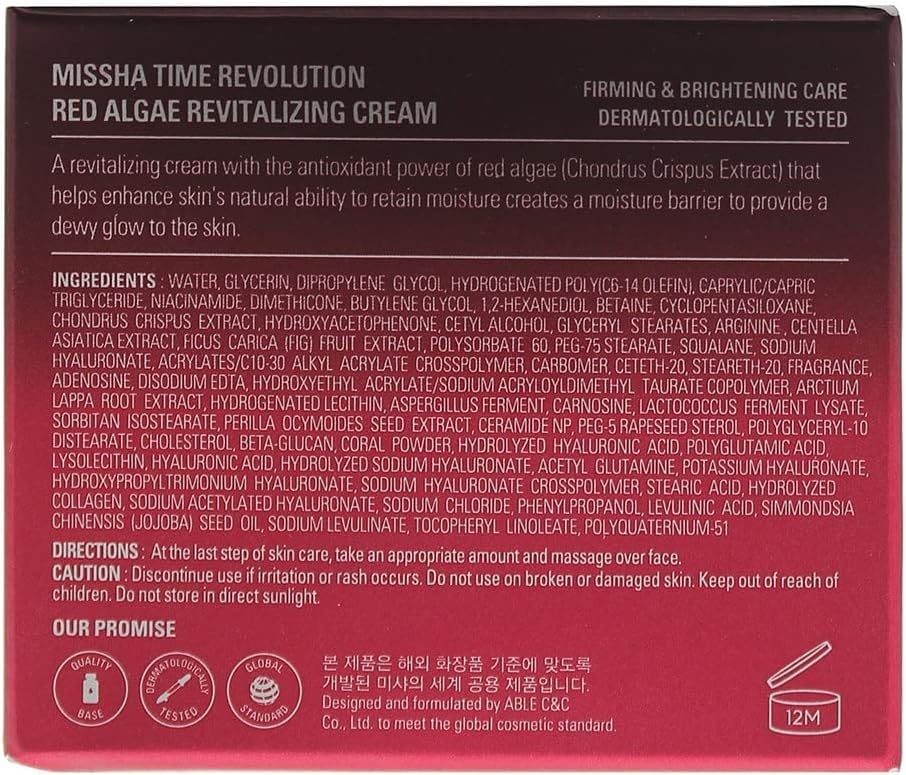 MISSHA TIME REVOLUTION
RED ALGAE REVITALIZING CREAM
FIRMING & BRIGHTENING CARE
DERMATOLOGICALLY TESTED
A revitalizing cream with the antioxidant power of red algae (Chondrus Crispus Extract) that
helps enhance skin's natural ability to retain moisture creates a moisture barrier to provide a
dewy glow to the skin.
INGREDIENTS : WATER, GLYCERIN, DIPROPYLENE GLYCOL, HYDROGENATED POLY(C6-14 OLEFIN), CAPRYLIC/CAPRIC
TRIGLYCERIDE, NIACINAMIDE, DIMETHICONE, BUTYLENE GLYCOL, 1,2-HEXANEDIOL, BETAINE, CYCLOPENTASILOXANE,
CHONDRUS CRISPUS EXTRACT, HYDROXYACETOPHENONE, CETYL ALCOHOL, GLYCERYL STEARATES, ARGININE, CENTELLA
ASIATICA EXTRACT, FICUS CARICA (FIG) FRUIT EXTRACT, POLYSORBATE 60, PEG-75 STEARATE, SQUALANE, SODIUM
HYALURONATE, ACRYLATES/C10-30 ALKYL ACRYLATE CROSSPOLYMER, CARBOMER, CETETH-20, STEARETH-20, FRAGRANCE,
ADENOSINE, DISODIUM EDTA, HYDROXYETHYL ACRYLATE/SODIUM ACRYLOYLDIMETHYL TAURATE COPOLYMER, ARCTIUM
LAPPA ROOT EXTRACT, HYDROGENATED LECITHIN, ASPERGILLUS FERMENT, CARNOSINE, LACTOCOCCUS FERMENT LYSATE,
SORBITAN ISOSTEARATE, PERILLA OCYMOIDES SEED EXTRACT, CERAMIDE NP, PEG-5 RAPESEED STEROL, POLYGLYCERYL-10
DISTEARATE, CHOLESTEROL, BETA-GLUCAN, CORAL POWDER, HYDROLYZED HYALURONIC ACID, POLYGLUTAMIC ACID,
LYSOLECITHIN, HYALURONIC ACID, HYDROLYZED SODIUM HYALURONATE, ACETYL GLUTAMINE, POTASSIUM HYALURONATE,
HYDROXYPROPYLTRIMONIUM HYALURONATE, SODIUM HYALURONATE CROSSPOLYMER, STEARIC ACID, HYDROLYZED
COLLAGEN, SODIUM ACETYLATED HYALURONATE, SODIUM CHLORIDE, PHENYLPROPANOL, LEVULINIC ACID, SIMMONDSIA
CHINENSIS (JOJOBA) SEED OIL, SODIUM LEVULINATE, TOCOPHERYL LINOLEATE, POLYQUATERNIUM-51
DIRECTIONS : At the last step of skin care, take an appropriate amount and massage over face.
CAUTION : Discontinue use if irritation or rash occurs. Do not use on broken or damaged skin. Keep out of reach of
children. Do not store in direct sunlight.
OUR PROMISE
QUALITY
BASE
DERMATOLOGICALLY
TESTED
GLOBAL
STANDARD
본 제품은 해외 화장품 기준에 맞도록
개발된 미샤의 세계 공용 제품입니다.
Designed and formulated by ABLE C&C
Co., Ltd. to meet the global cosmetic standard.
12M